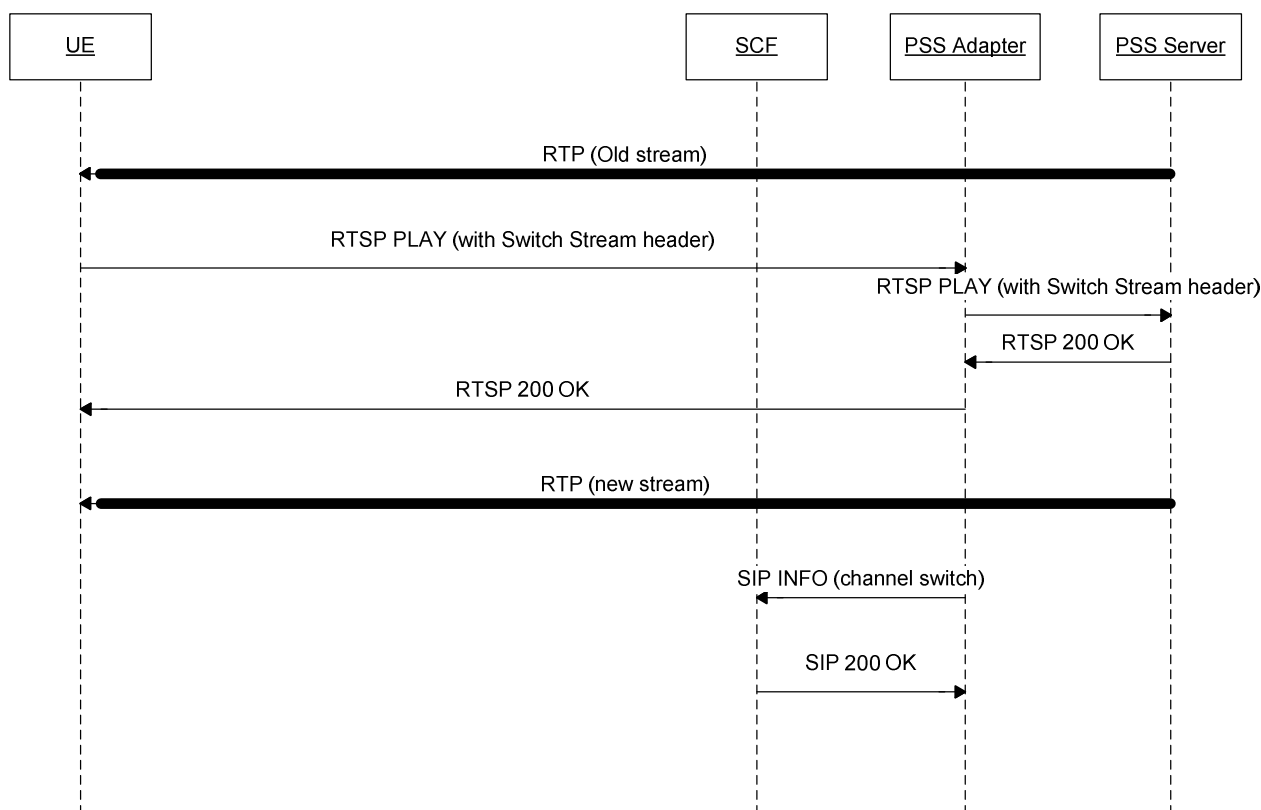 UE
SCF
PSS Adapter
PSS Server
RTP (Old stream)
RTSP PLAY (with Switch Stream header)
RTSP PLAY (with Switch Stream header)
RTSP 200 OK
RTSP 200 OK
RTP (new stream)
SIP INFO (channel switch)
SIP 200 OK